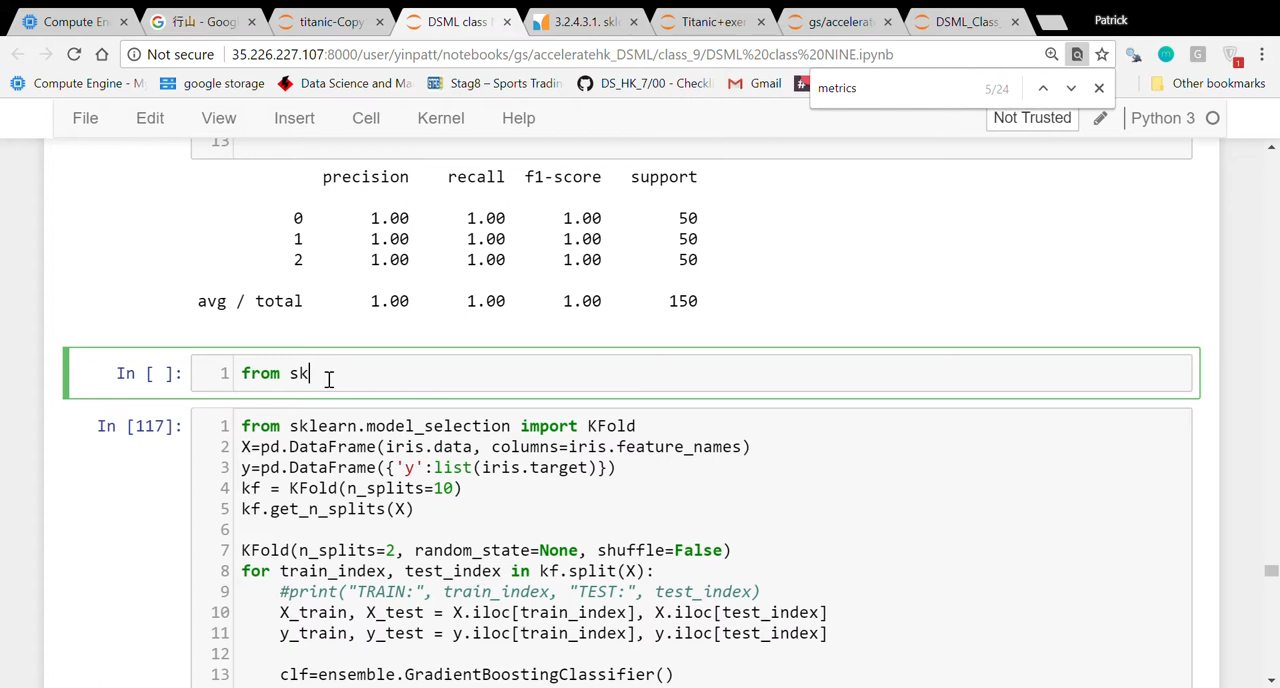 Compute En
行山 - Goog
titanic-Copy
DSML class
3.2.4.3.1. skl
Titanic+exer
gs/accelerat
DSML_Class_
Patrick
Not secure
35.226.227.107:8000/user/yinpatt/notebooks/gs/acceleratehk_DSML/class_9/DSML%20class%20NINE.ipynb
G
1
Compute Engine - My
google storage
Data Science and Ma
Stag8 – Sports Tradin
DS_HK_7/00 - Checkl
Gmail
Other bookmarks
metrics
5/24
File
Edit
View
Insert
Cell
Kernel
Help
Not Trusted
Python 3
13
precision recall f1-score support
0 1.00 1.00 1.00 50
1 1.00 1.00 1.00 50
2 1.00 1.00 1.00 50
avg / total 1.00 1.00 1.00 150
In [ ]: 1 from sk
In [117]: 1 from sklearn.model_selection import KFold
2 X=pd.DataFrame(iris.data, columns=iris.feature_names)
3 y=pd.DataFrame({'y':list(iris.target)})
4 kf = KFold(n_splits=10)
5 kf.get_n_splits(X)
6
7 KFold(n_splits=2, random_state=None, shuffle=False)
8 for train_index, test_index in kf.split(X):
9 #print("TRAIN:", train_index, "TEST:", test_index)
10 X_train, X_test = X.iloc[train_index], X.iloc[test_index]
11 y_train, y_test = y.iloc[train_index], y.iloc[test_index]
12
13 clf=ensemble.GradientBoostingClassifier()